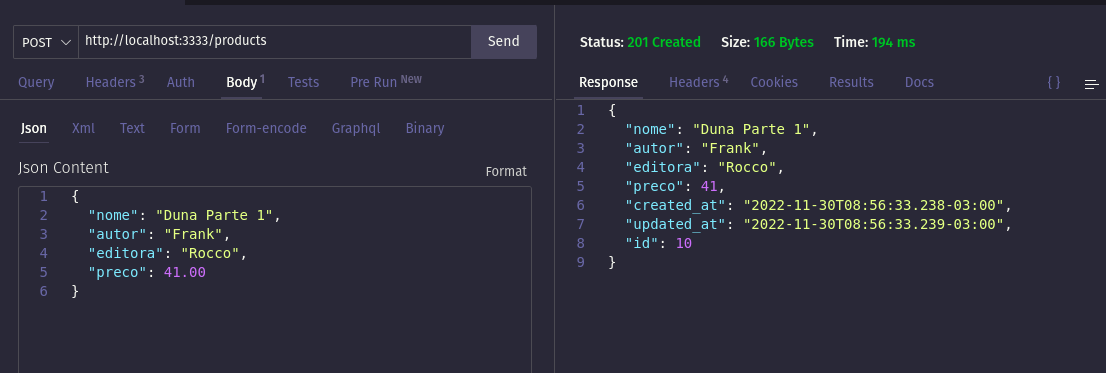 POST http://localhost:3333/products Send
Query Headers 3 Auth Body 1 Tests Pre Run New
Json Xml Text Form Form-encode Graphql Binary
Json Content Format
1 {
2 "nome": "Duna Parte 1",
3 "autor": "Frank",
4 "editora": "Rocco",
5 "preco": 41.00
6 }
Status: 201 Created Size: 166 Bytes Time: 194 ms
Response Headers 4 Cookies Results Docs { }
1 {
2 "nome": "Duna Parte 1",
3 "autor": "Frank",
4 "editora": "Rocco",
5 "preco": 41,
6 "created_at": "2022-11-30T08:56:33.238-03:00",
7 "updated_at": "2022-11-30T08:56:33.239-03:00",
8 "id": 10
9 }